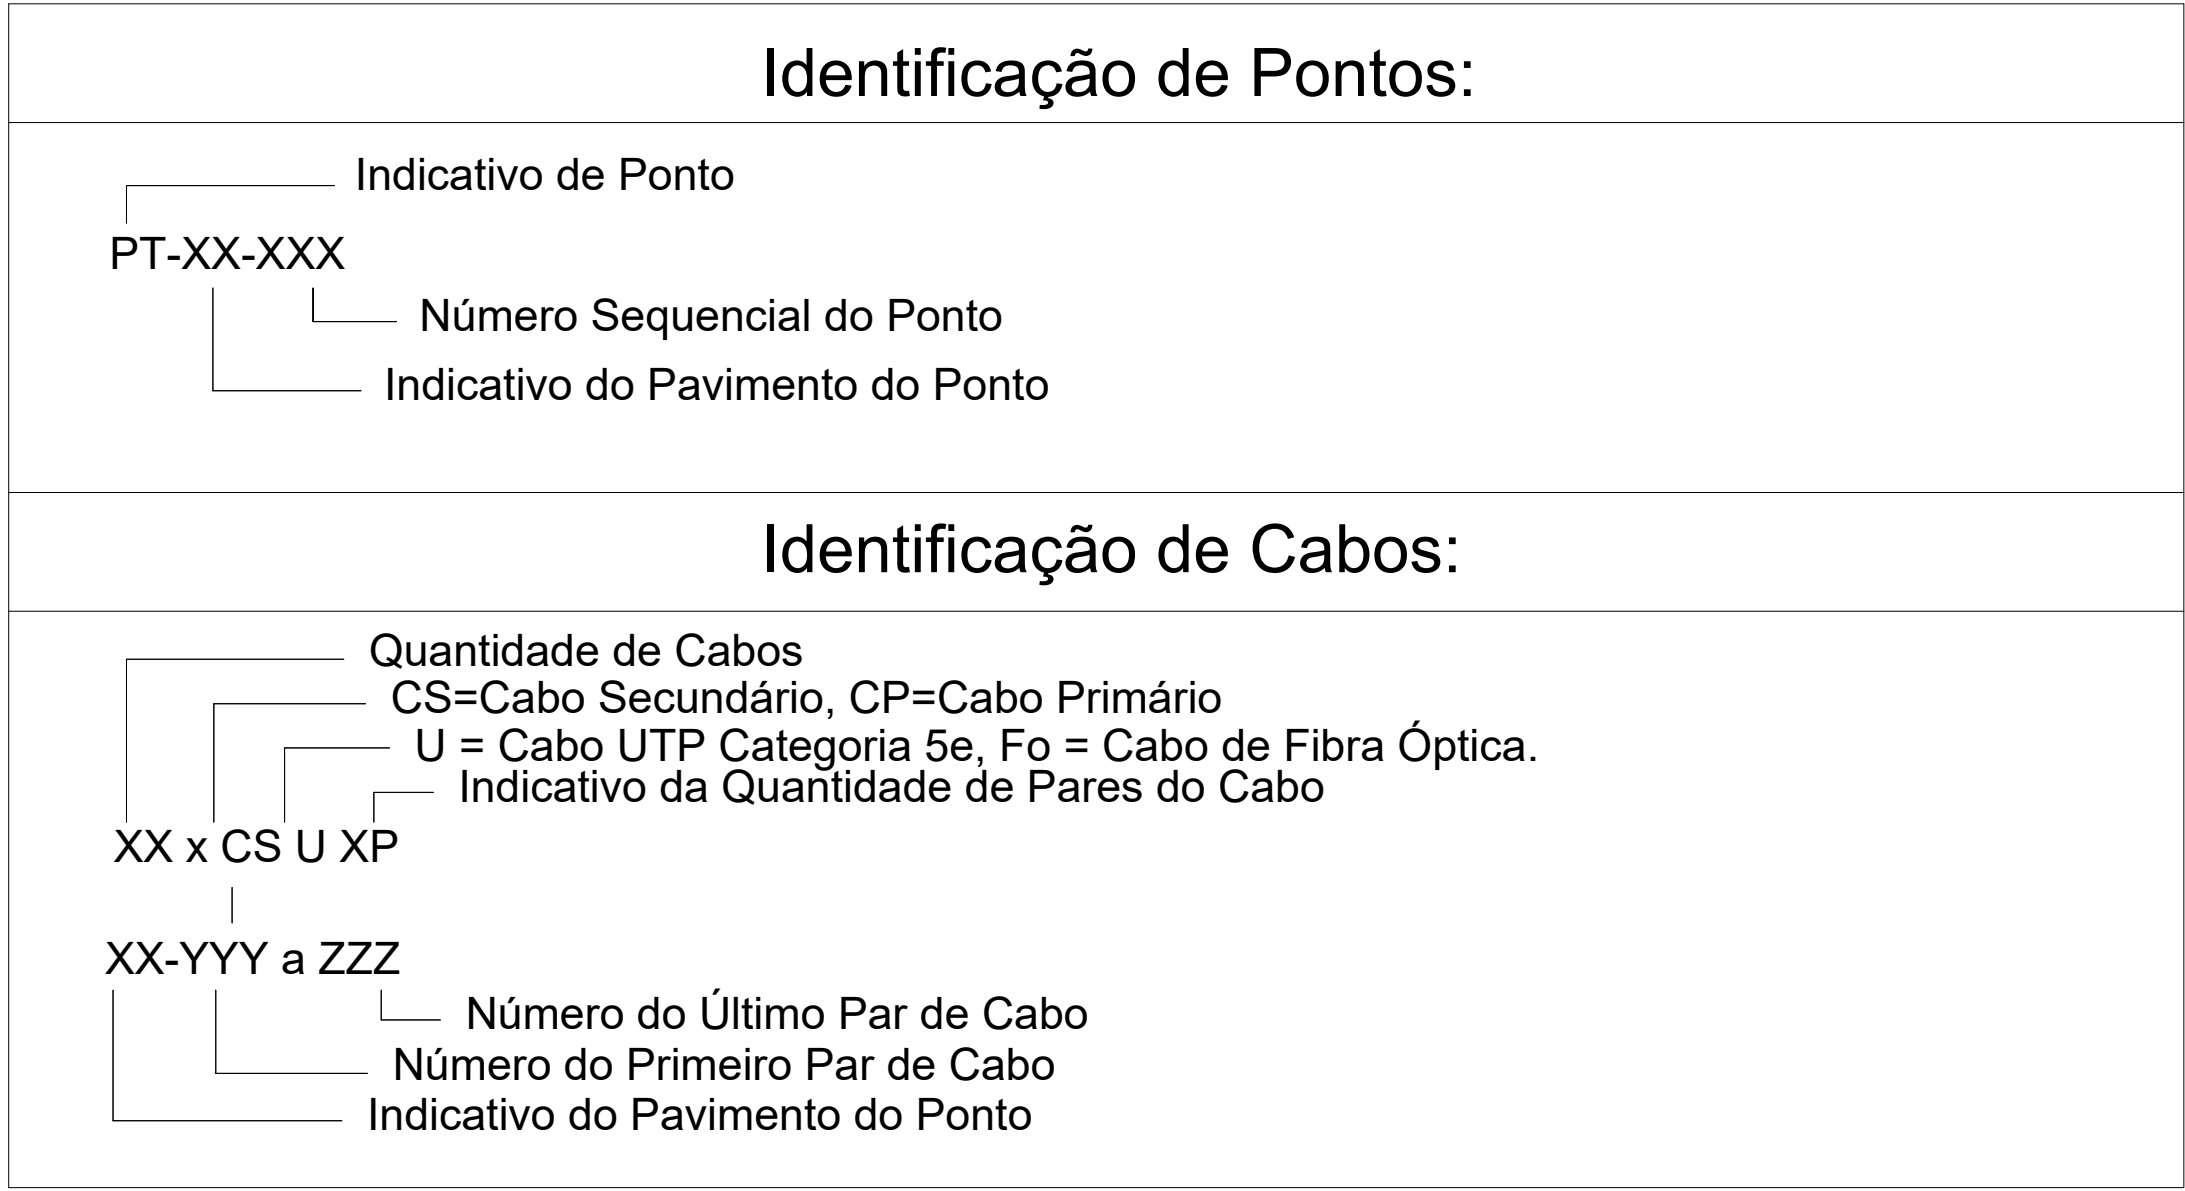 Identificação de Pontos:
Indicativo de Ponto
PT-XX-XXX
Número Sequencial do Ponto
Indicativo do Pavimento do Ponto
Identificação de Cabos:
Quantidade de Cabos
CS=Cabo Secundário, CP=Cabo Primário
U = Cabo UTP Categoria 5e, Fo = Cabo de Fibra Óptica.
Indicativo da Quantidade de Pares do Cabo
XX x CS U XP
XX-YYY a ZZZ
Número do Último Par de Cabo
Número do Primeiro Par de Cabo
Indicativo do Pavimento do Ponto